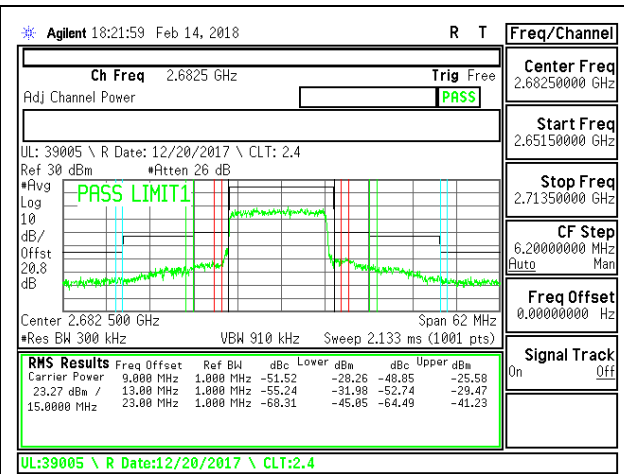 Agilent 18:21:59 Feb 14, 2018 R T
Freq/Channel
Ch Freq 2.6825 GHz Trig Free
Adj Channel Power PASS
Center Freq
2.68250000 GHz
Start Freq
2.65150000 GHz
Stop Freq
2.71350000 GHz
CF Step
6.20000000 MHz
Auto Man
Freq Offset
0.00000000 Hz
Signal Track
On Off
UL: 39005 \ R Date: 12/20/2017 \ CLT: 2.4
Ref 30 dBm #Atten 26 dB
#Avg
Log
10
dB/
Offst
20.8
dB
PASS LIMIT1
Center 2.682 500 GHz Span 62 MHz
#Res BW 300 kHz VBW 910 kHz Sweep 2.133 ms (1001 pts)
RMS Results Freq Offset Ref BW dBc Lower dBm dBc Upper dBm
Carrier Power 9.000 MHz 1.000 MHz -51.52 -28.26 -48.85 -25.58
23.27 dBm / 13.00 MHz 1.000 MHz -55.24 -31.98 -52.74 -29.47
15.0000 MHz 23.00 MHz 1.000 MHz -68.31 -45.05 -64.49 -41.23
UL:39005 \ R Date:12/20/2017 \ CLT:2.4